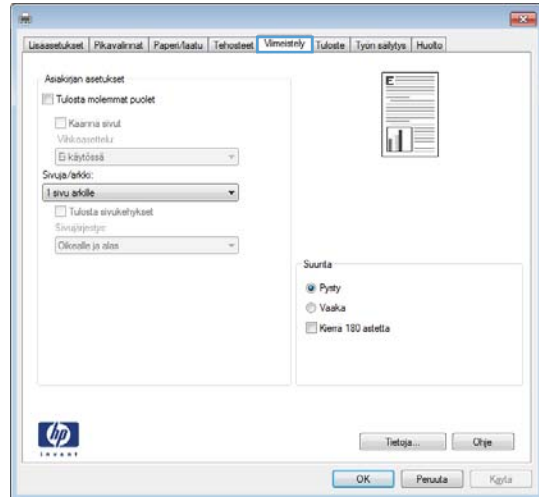 Lisäasetukset Pikavalinnat Paperi/laatu Tehosteet Viimeistely Tuloste Työn säilytys Huolto
Asiakirjan asetukset
Tulosta molemmat puolet
Käännä sivut
Vihkoasettelu:
Ei käytössä
Sivuja/arkki:
1 sivu arkille
Tulosta sivukehykset
Sivujärjestys:
Oikealle ja alas
E
Suunta
Pysty
Vaaka
Kierrä 180 astetta
hp
invent
Tietoja... Ohje
OK Peruuta Käytä